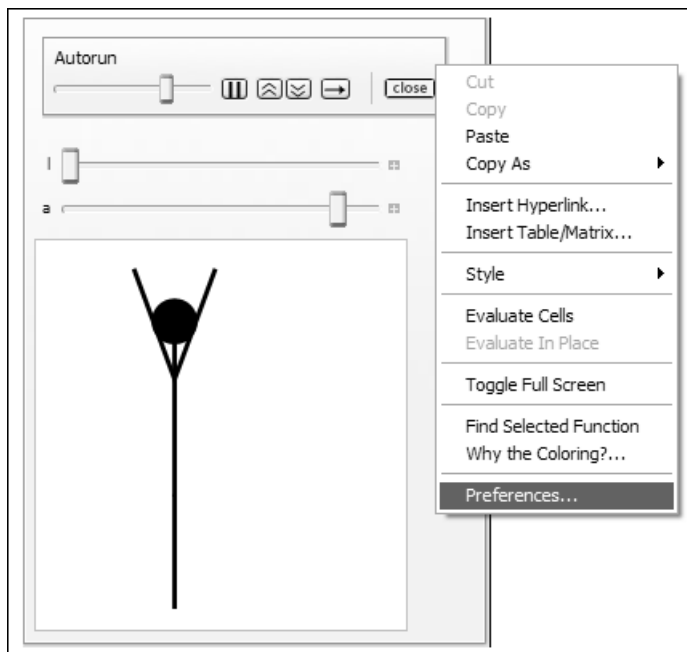 Autorun
close
l
a
Cut
Copy
Paste
Copy As
Insert Hyperlink...
Insert Table/Matrix...
Style
Evaluate Cells
Evaluate In Place
Toggle Full Screen
Find Selected Function
Why the Coloring?...
Preferences...